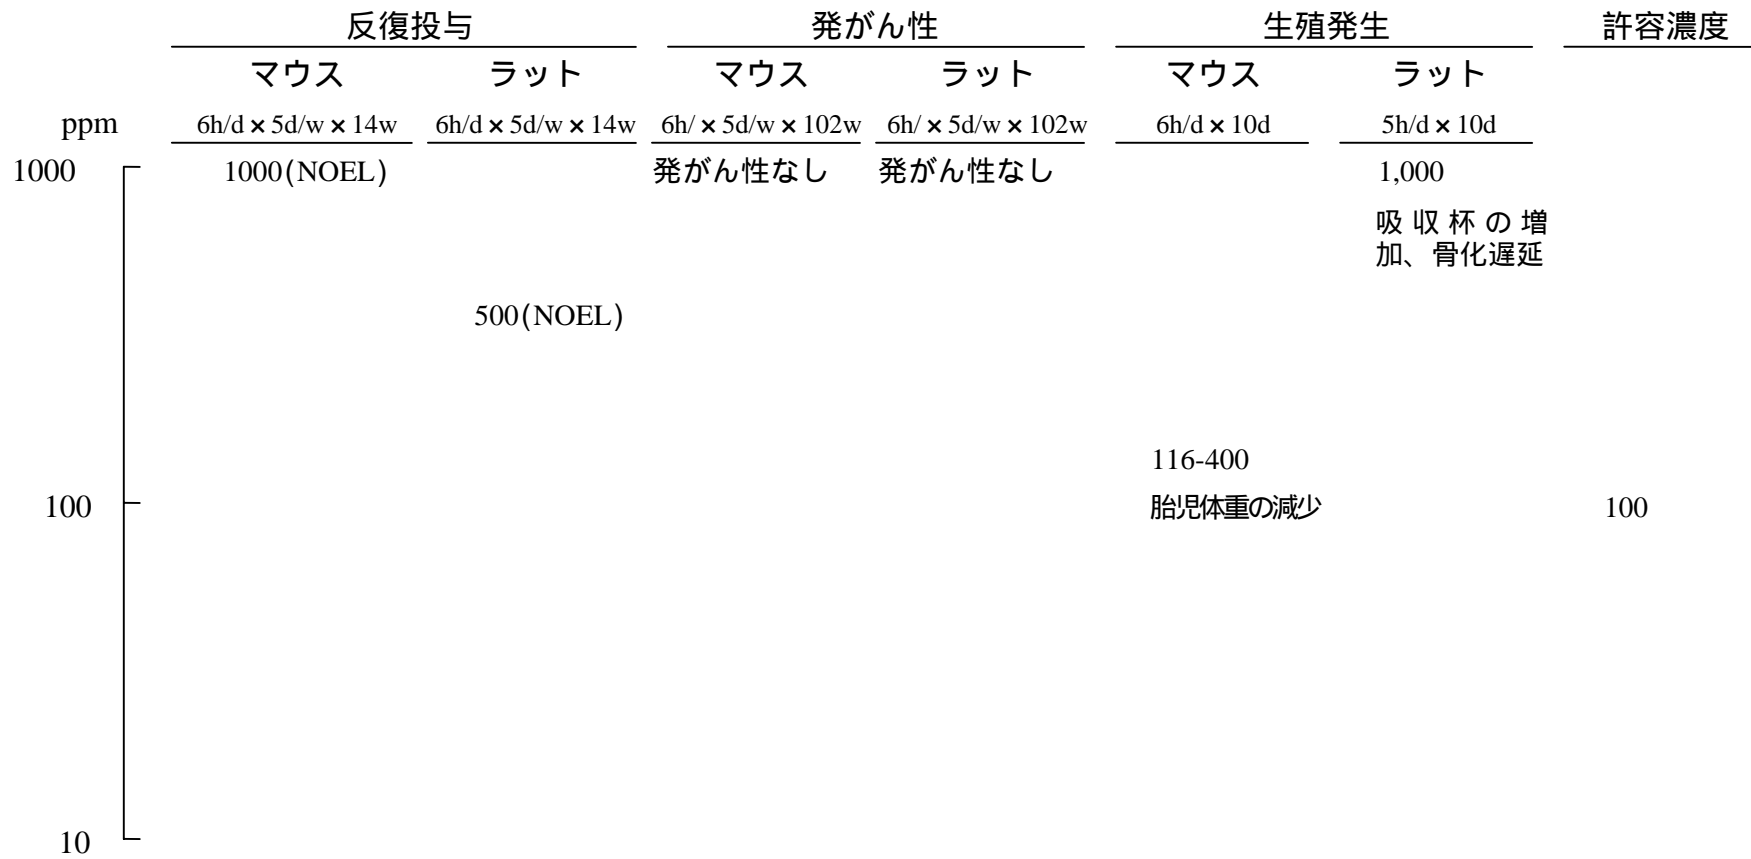 反復投与 発がん性 生殖発生 許容濃度
マウス ラット マウス ラット マウス ラット
ppm 6h/d × 5d/w × 14w 6h/d × 5d/w × 14w 6h/ × 5d/w × 102w 6h/ × 5d/w × 102w 6h/d × 10d 5h/d × 10d
1000 1000(NOEL) 発がん性なし 発がん性なし 1,000
吸収杯の増
加、骨化遅延
500(NOEL)
116-400
100 胎児体重の減少 100
10